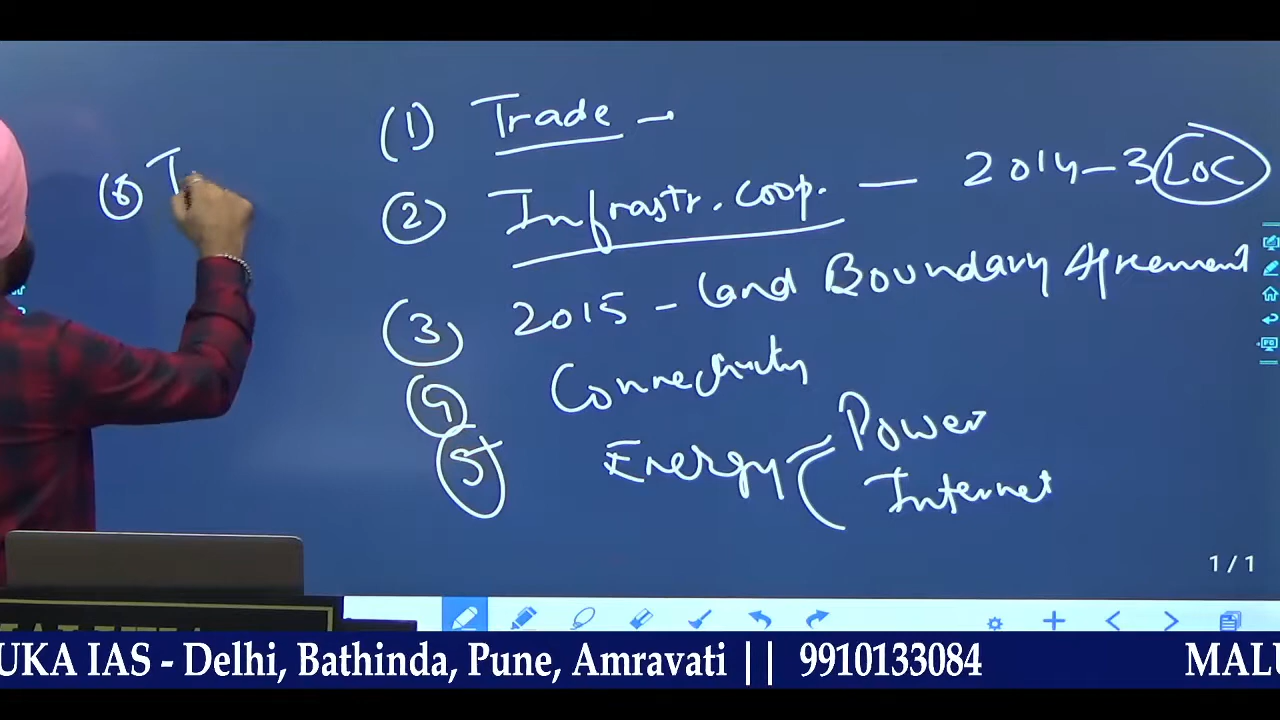 (1) Trade -
(2) Infrastr. coop. - 2014-3 LOC
(3) 2015 - Land Boundary Agreement
(4) Connectivity
(5) Energy Power
Internet
(6) T
1/1
UKA IAS - Delhi, Bathinda, Pune, Amravati || 9910133084 MALU